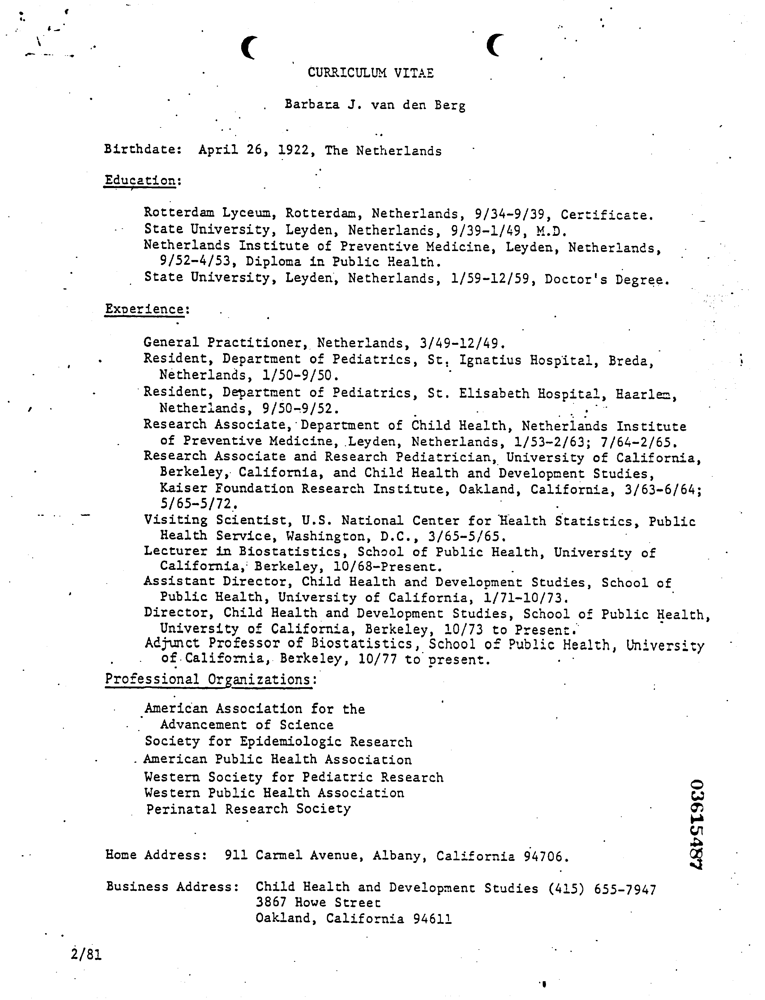 CURRICULUM VITAE
Barbara J. van den Berg
Birthdate: April 26, 1922, The Netherlands
Education:
Rotterdam Lyceum, Rotterdam, Netherlands, 9/34-9/39, Certificate.
State University, Leyden, Netherlands, 9/39-1/49, M.D.
Netherlands Institute of Preventive Medicine, Leyden, Netherlands,
9/52-4/53, Diploma in Public Health.
State University, Leyden, Netherlands, 1/59-12/59, Doctor's Degree.
Experience:
General Practitioner, Netherlands, 3/49-12/49.
Resident, Department of Pediatrics, St. Ignatius Hospital, Breda,
Netherlands, 1/50-9/50.
Resident, Department of Pediatrics, St. Elisabeth Hospital, Haarlem,
Netherlands, 9/50-9/52.
Research Associate, Department of Child Health, Netherlands Institute
of Preventive Medicine, Leyden, Netherlands, 1/53-2/63; 7/64-2/65.
Research Associate and Research Pediatrician, University of California,
Berkeley, California, and Child Health and Development Studies,
Kaiser Foundation Research Institute, Oakland, California, 3/63-6/64;
5/65-5/72.
Visiting Scientist, U.S. National Center for Health Statistics, Public
Health Service, Washington, D.C., 3/65-5/65.
Lecturer in Biostatistics, School of Public Health, University of
California, Berkeley, 10/68-Present.
Assistant Director, Child Health and Development Studies, School of
Public Health, University of California, 1/71-10/73.
Director, Child Health and Development Studies, School of Public Health,
University of California, Berkeley, 10/73 to Present.
Adjunct Professor of Biostatistics, School of Public Health, University
of California, Berkeley, 10/77 to present.
Professional Organizations:
American Association for the
Advancement of Science
Society for Epidemiologic Research
American Public Health Association
Western Society for Pediatric Research
Western Public Health Association
Perinatal Research Society
Home Address: 911 Carmel Avenue, Albany, California 94706.
Business Address: Child Health and Development Studies (415) 655-7947
3867 Howe Street
Oakland, California 94611
2/81
03615487